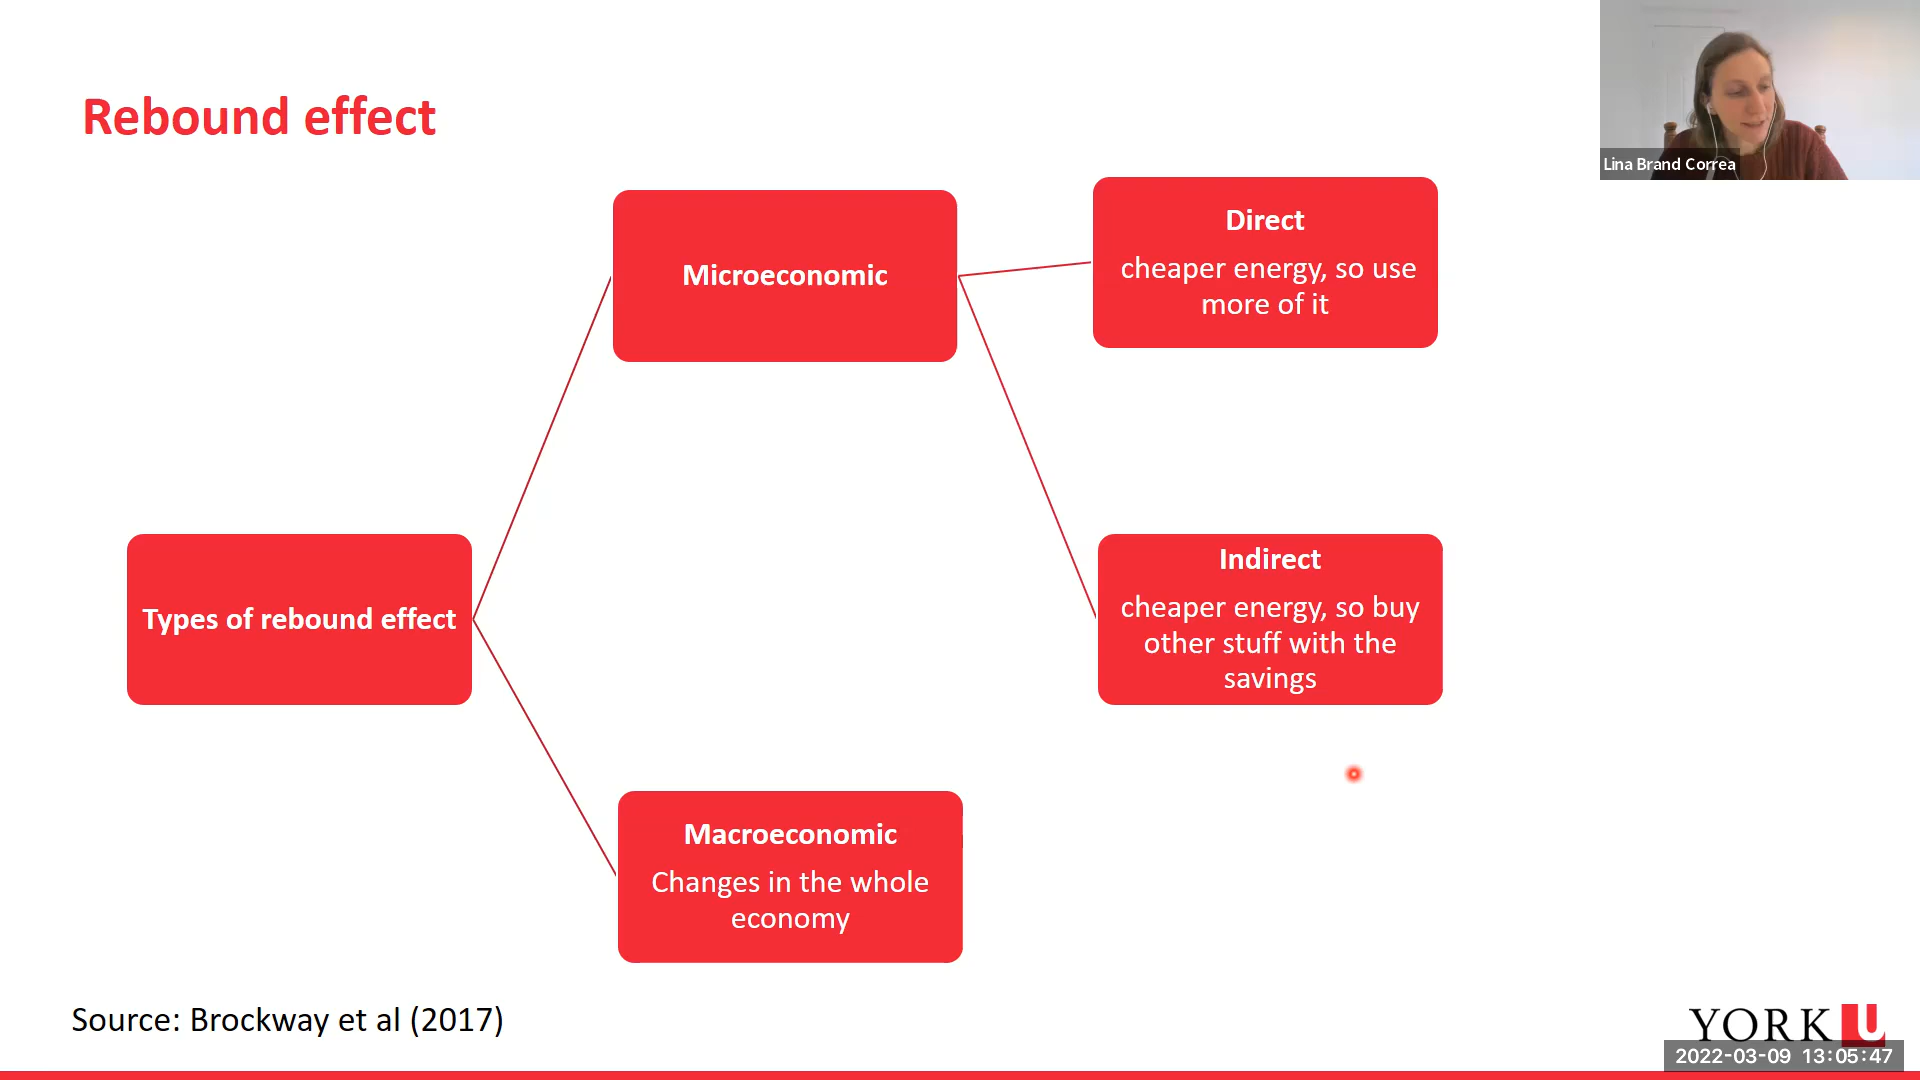 Rebound effect
Lina Brand Correa
Microeconomic
Direct
cheaper energy, so use
more of it
Types of rebound effect
Indirect
cheaper energy, so buy
other stuff with the
savings
Macroeconomic
Changes in the whole
economy
Source: Brockway et al (2017)
YORK U
2022-03-09 13:05:47